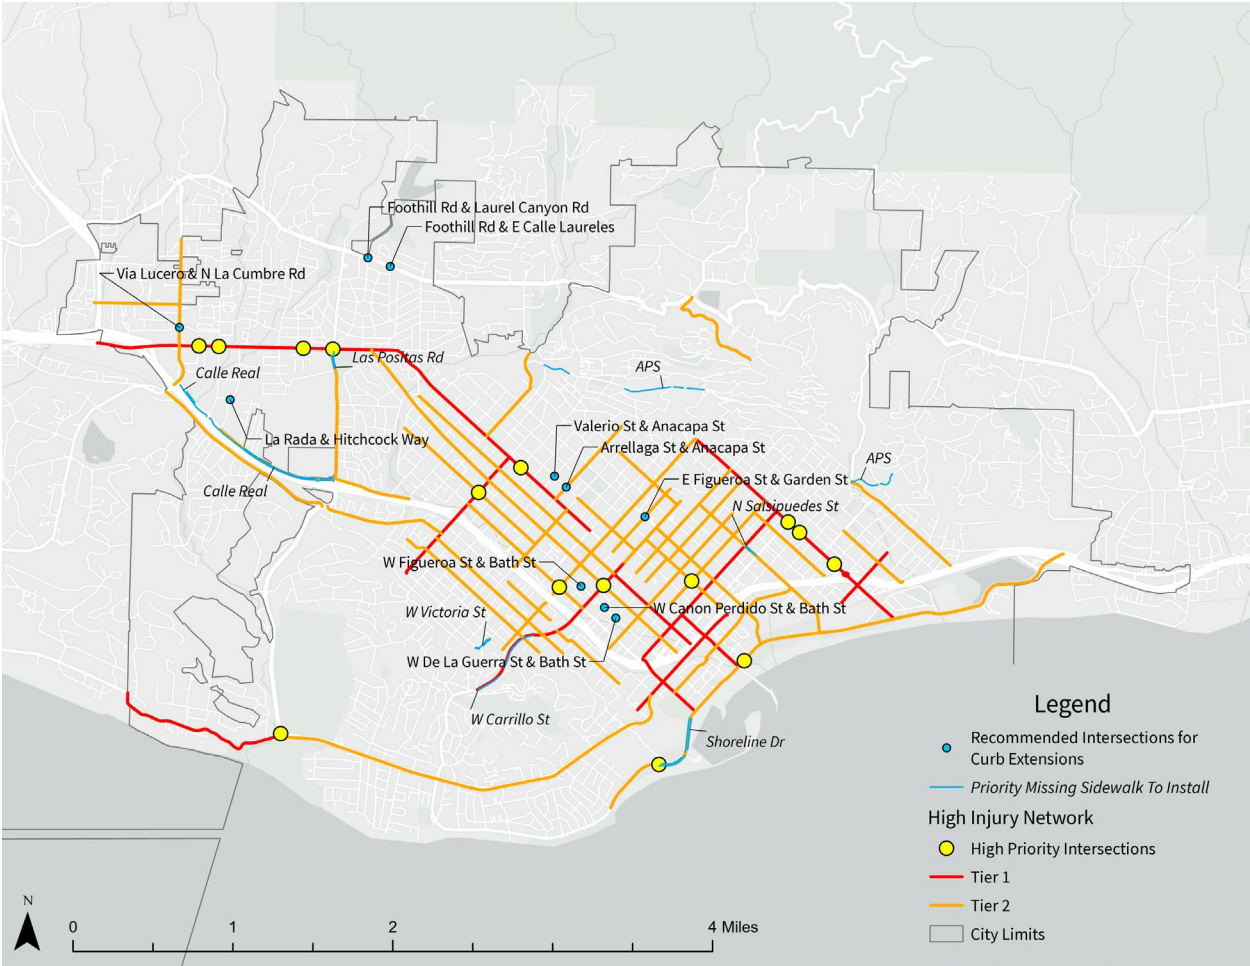 Foothill Rd & Laurel Canyon Rd
Foothill Rd & E Calle Laureles
Via Lucero & N La Cumbre Rd
Las Positas Rd
Calle Real
APS
Valerio St & Anacapa St
La Rada & Hitchcock Way
Arrellaga St & Anacapa St
APS
E Figueroa St & Garden St
Calle Real
N Salsipuedes St
W Figueroa St & Bath St
W Victoria St
W Canon Perdido St & Bath St
W De La Guerra St & Bath St
W Carrillo St
Shoreline Dr
Legend
Recommended Intersections for
Curb Extensions
Priority Missing Sidewalk To Install
High Injury Network
High Priority Intersections
Tier 1
Tier 2
City Limits
N
0 1 2 4 Miles